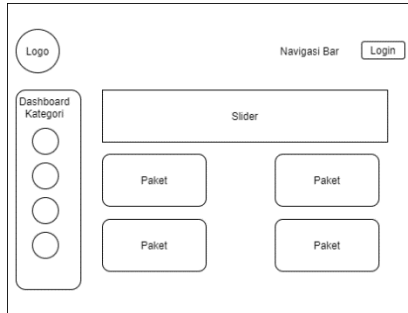 Logo
Navigasi Bar
Login
Dashboard
Kategori
Slider
Paket
Paket
Paket
Paket